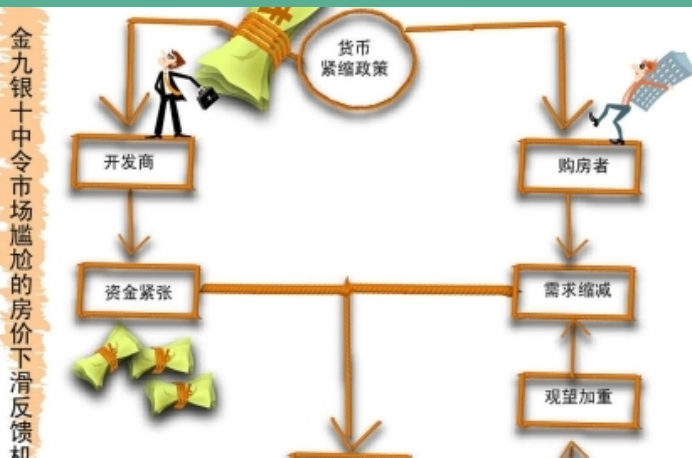 金九银十中令市场尴尬的房价下滑反馈机
货币
紧缩政策
开发商
购房者
资金紧张
需求缩减
观望加重